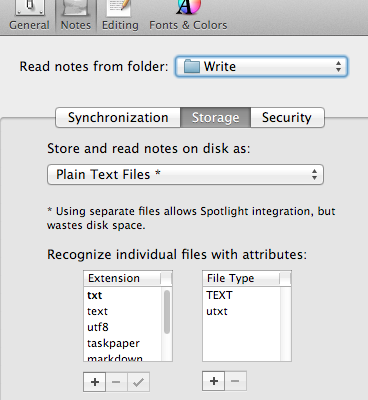 General Notes Editing Fonts & Colors
Read notes from folder: Write
Synchronization Storage Security
Store and read notes on disk as:
Plain Text Files *
* Using separate files allows Spotlight integration, but
wastes disk space.
Recognize individual files with attributes:
Extension File Type
txt TEXT
text utxt
utf8
taskpaper
markdown